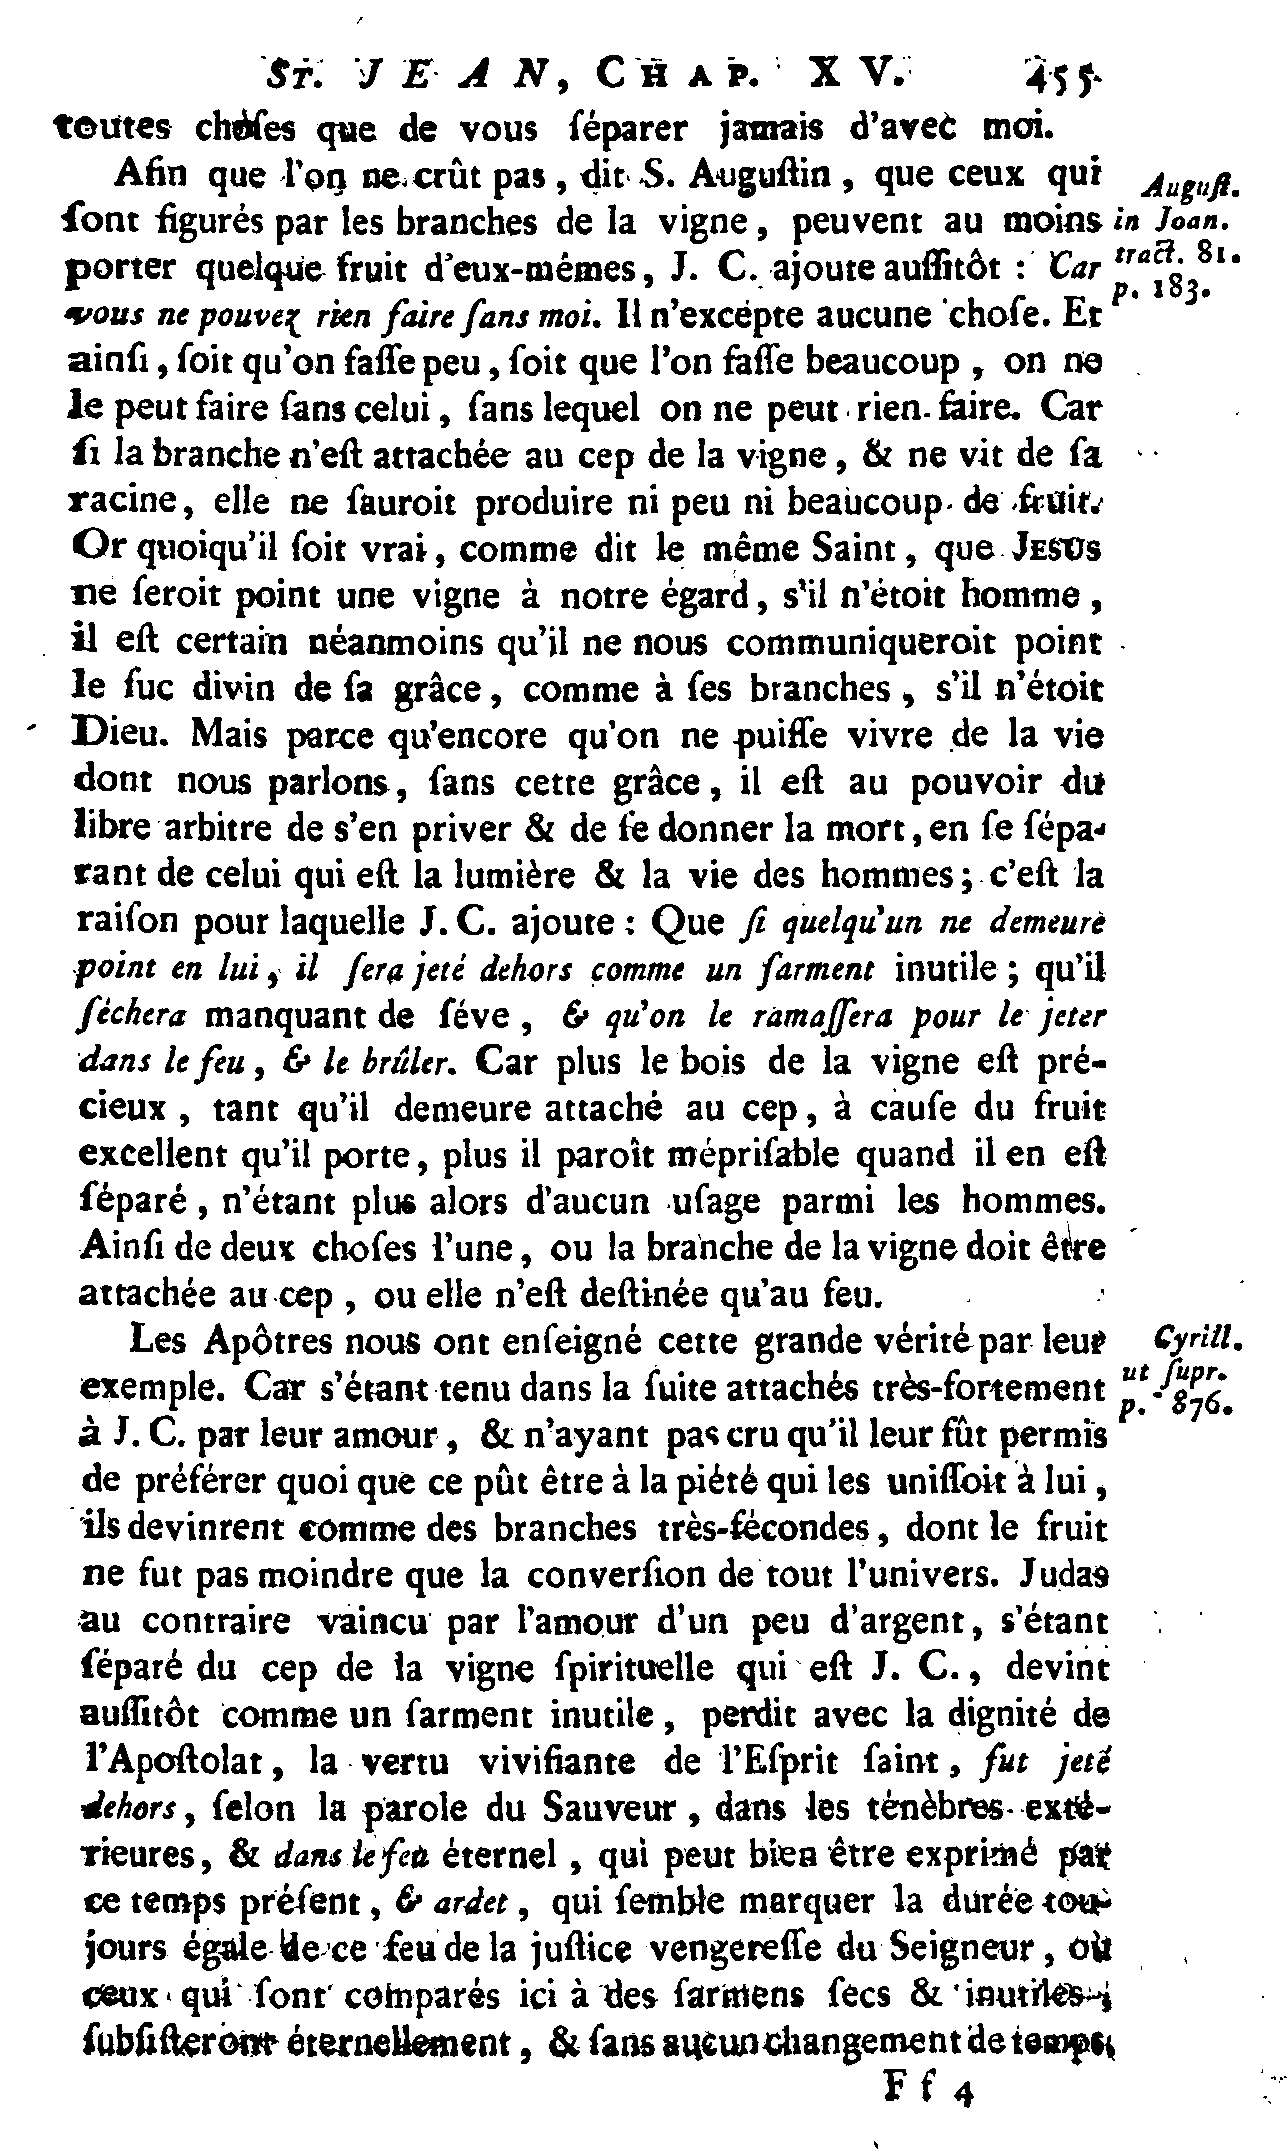 St. JEAN, CHAP. XV. 455
toutes choſes que de vous ſéparer jamais d'avec moi.
Afin que l'on ne crût pas, dit S. Auguſtin, que ceux qui
ſont figurés par les branches de la vigne, peuvent au moins
porter quelque fruit d'eux-mêmes, J. C. ajoute auſſitôt : Car
vous ne pouvez rien faire ſans moi. Il n'excepte aucune choſe. Et
ainſi, ſoit qu'on faſſe peu, ſoit que l'on faſſe beaucoup, on ne
le peut faire ſans celui, ſans lequel on ne peut rien faire. Car
ſi la branche n'eſt attachée au cep de la vigne, & ne vit de ſa
racine, elle ne ſauroit produire ni peu ni beaucoup de fruit.
Or quoiqu'il ſoit vrai, comme dit le même Saint, que JESUS
ne ſeroit point une vigne à notre égard, s'il n'étoit homme,
il eſt certain néanmoins qu'il ne nous communiqueroit point
le ſuc divin de ſa grâce, comme à ſes branches, s'il n'étoit
Dieu. Mais parce qu'encore qu'on ne puiſſe vivre de la vie
dont nous parlons, ſans cette grâce, il eſt au pouvoir du
libre arbitre de s'en priver & de ſe donner la mort, en ſe ſépa-
rant de celui qui eſt la lumière & la vie des hommes ; c'eſt la
raiſon pour laquelle J. C. ajoute : Que ſi quelqu'un ne demeure
point en lui, il ſera jeté dehors comme un ſarment inutile ; qu'il
ſéchera manquant de ſéve, & qu'on le ramaſſera pour le jeter
dans le feu, & le brûler. Car plus le bois de la vigne eſt pré-
cieux, tant qu'il demeure attaché au cep, à cauſe du fruit
excellent qu'il porte, plus il paroît mépriſable quand il en eſt
ſéparé, n'étant plus alors d'aucun uſage parmi les hommes.
Ainſi de deux choſes l'une, ou la branche de la vigne doit être
attachée au cep, ou elle n'eſt deſtinée qu'au feu.
Les Apôtres nous ont enſeigné cette grande vérité par leur
exemple. Car s'étant tenu dans la ſuite attachés très-fortement
à J. C. par leur amour, & n'ayant pas cru qu'il leur fût permis
de préférer quoi que ce pût être à la piété qui les uniſſoit à lui,
ils devinrent comme des branches très-fécondes, dont le fruit
ne fut pas moindre que la converſion de tout l'univers. Judas
au contraire vaincu par l'amour d'un peu d'argent, s'étant
ſéparé du cep de la vigne ſpirituelle qui eſt J. C., devint
auſſitôt comme un ſarment inutile, perdit avec la dignité de
l'Apoſtolat, la vertu vivifiante de l'Eſprit ſaint, fut jeté
dehors, ſelon la parole du Sauveur, dans les ténèbres exté-
rieures, & dans le feu éternel, qui peut bien être exprimé par
ce temps préſent, & ardet, qui ſemble marquer la durée tou-
jours égale de ce feu de la juſtice vengereſſe du Seigneur, où
ceux qui ſont comparés ici à des ſarmens ſecs & inutiles,
ſubſiſteront éternellement, & ſans aucun changement de temps,
F f 4
Auguſt.
in Joan.
tract. 81.
p. 183.
Cyrill.
ut ſupr.
p. 876.